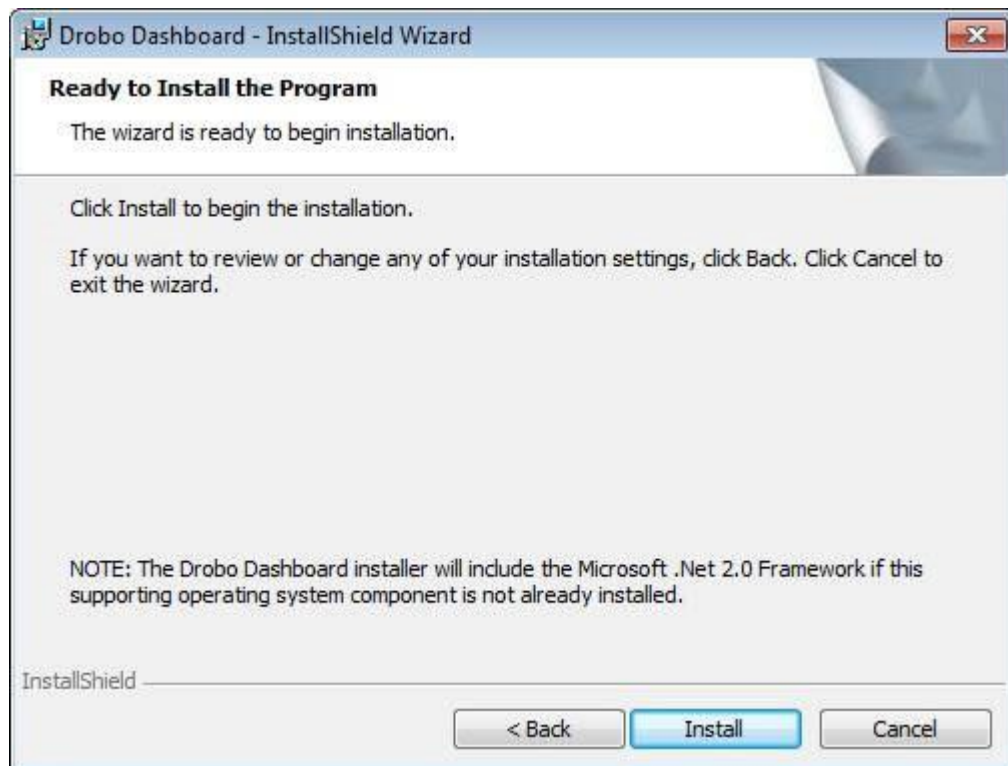 Drobo Dashboard - InstallShield Wizard
Ready to Install the Program
The wizard is ready to begin installation.
Click Install to begin the installation.
If you want to review or change any of your installation settings, click Back. Click Cancel to
exit the wizard.
NOTE: The Drobo Dashboard installer will include the Microsoft .Net 2.0 Framework if this
supporting operating system component is not already installed.
InstallShield
< Back
Install
Cancel